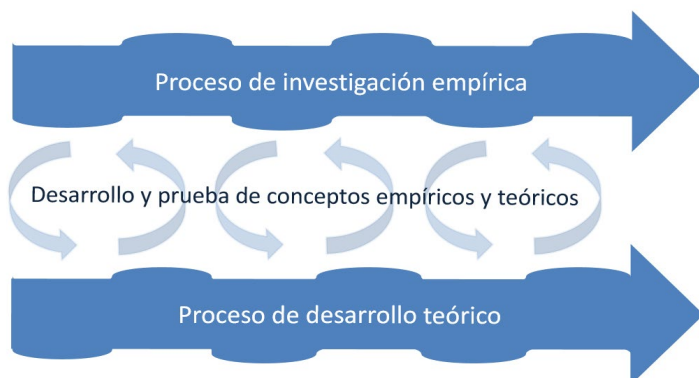 Proceso de investigación empírica
Desarrollo y prueba de conceptos empíricos y teóricos
Proceso de desarrollo teórico